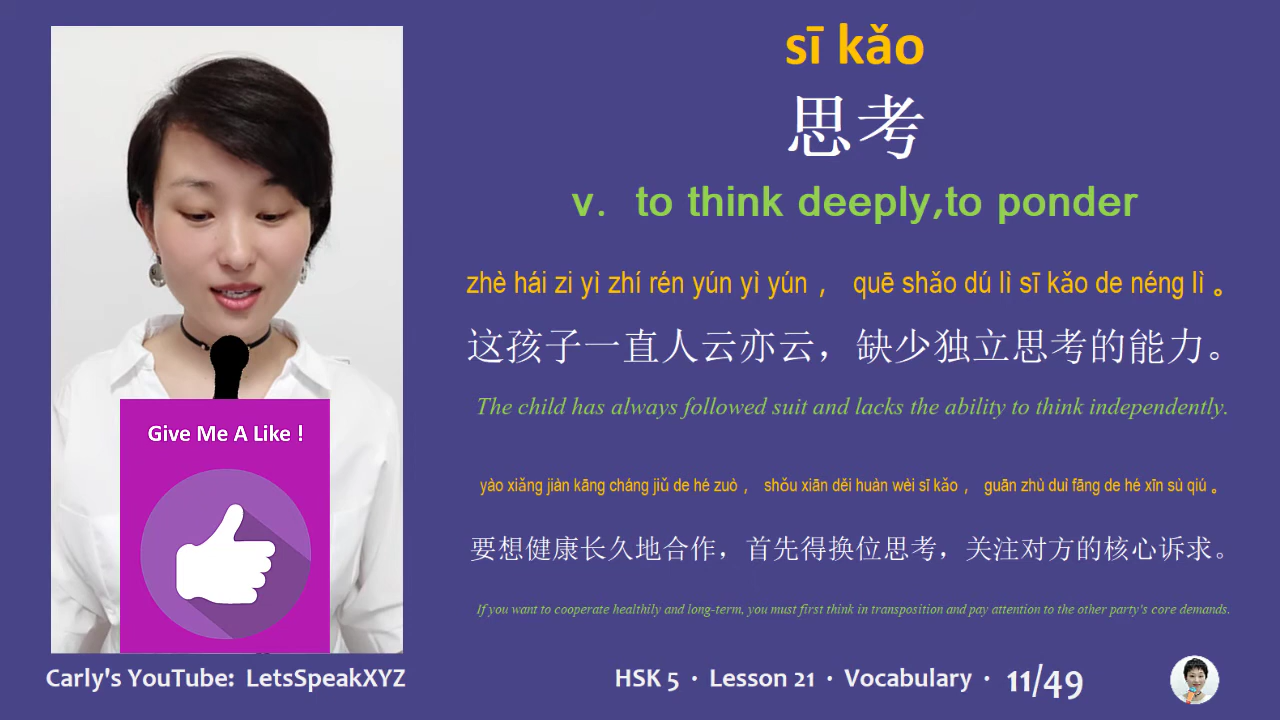 sī kǎo
思考
v. to think deeply,to ponder
zhè hái zi yì zhí rén yún yì yún， quē shǎo dú lì sī kǎo de néng lì 。
这孩子一直人云亦云，缺少独立思考的能力。
The child has always followed suit and lacks the ability to think independently.
yào xiǎng jiàn kāng cháng jiǔ de hé zuò， shǒu xiān děi huàn wèi sī kǎo， guān zhù duì fāng de hé xīn sù qiú 。
要想健康长久地合作，首先得换位思考，关注对方的核心诉求。
If you want to cooperate healthily and long-term, you must first think in transposition and pay attention to the other party's core demands.
Give Me A Like !
Carly's YouTube: LetsSpeakXYZ
HSK 5 · Lesson 21 · Vocabulary · 11/49